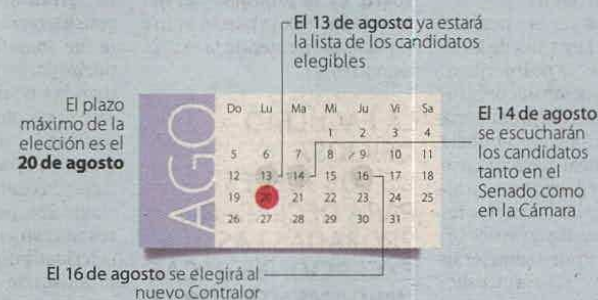 El 13 de agosto ya estará
la lista de los candidatos
elegibles
El plazo
máximo de la
elección es el
20 de agosto
AGO
Do Lu Ma Mi Ju Vi Sa
1 2 3 4
5 6 7 8 9 10 11
12 13 14 15 16 17 18
19 20 21 22 23 24 25
26 27 28 29 30 31
El 14 de agosto
se escucharán
los candidatos
tanto en el
Senado como
en la Cámara
El 16 de agosto se elegirá al
nuevo Contralor